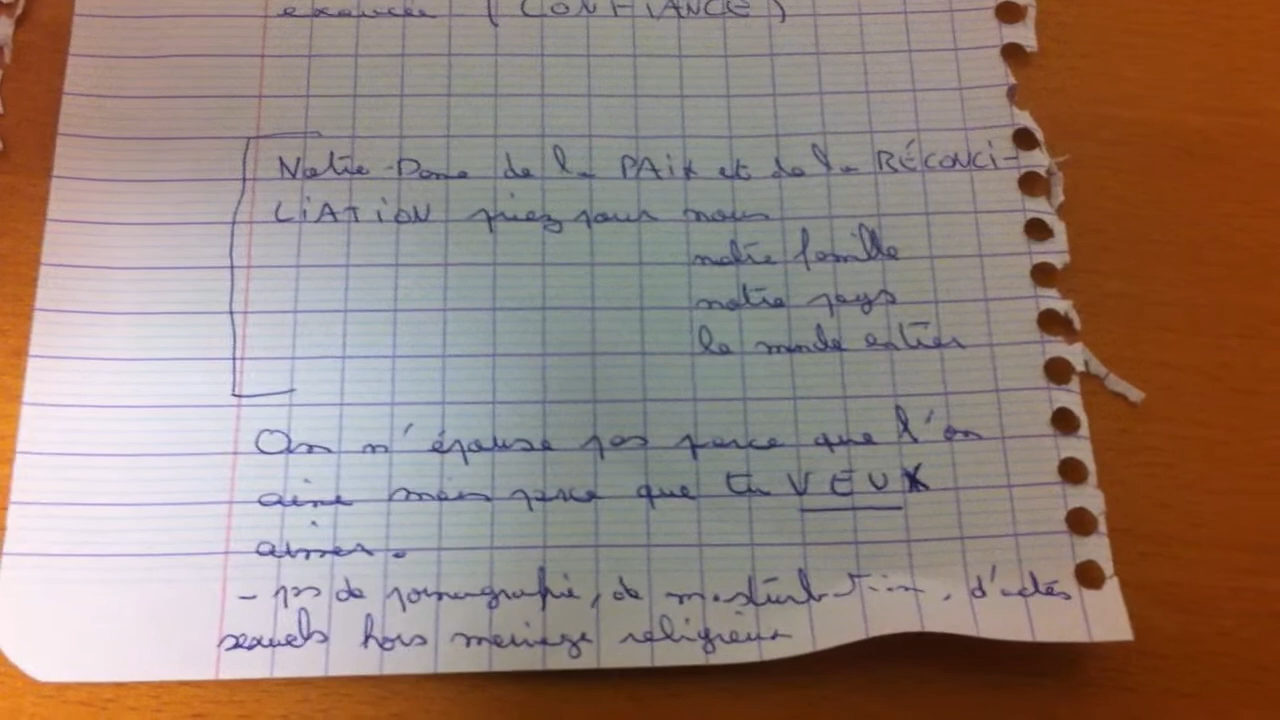 exaucée (CONFIANCE)
Notre-Dame de la PAix et de la RÉCONCI-
LiATiON priez pour nous
notre famille
notre pays
le monde entier
On n'épouse pas parce que l'on
aime mais parce que tu VEUX
aimer.
- pas de pornographie, de masturbation, d'actes
sexuels hors mariage religieux